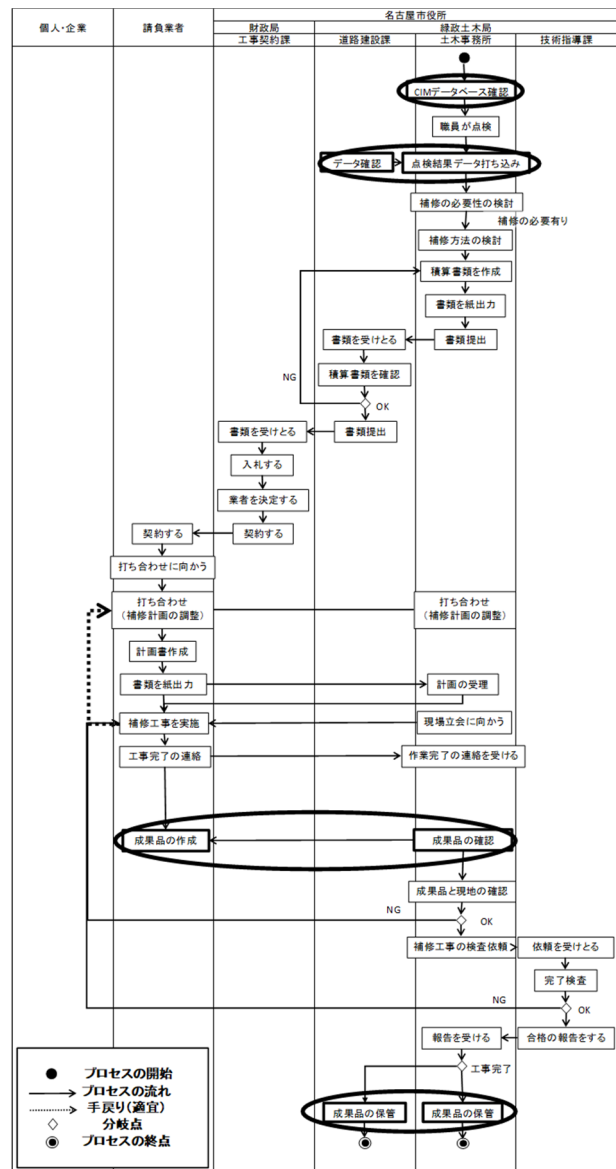 名古屋市役所
個人・企業
請負業者
財政局
緑政土木局
工事契約課
道路建設課
土木事務所
技術指導課
CIMデータベース確認
職員が点検
データ確認
点検結果データ打ち込み
補修の必要性の検討
補修の必要有り
補修方法の検討
積算書類を作成
書類を紙出力
書類を受けとる
書類提出
積算書類を確認
NG
OK
書類を受けとる
書類提出
入札する
業者を決定する
契約する
契約する
打ち合わせに向かう
打ち合わせ
(補修計画の調整)
打ち合わせ
(補修計画の調整)
計画書作成
書類を紙出力
計画の受理
補修工事を実施
現場立会に向かう
工事完了の連絡
作業完了の連絡を受ける
成果品の作成
成果品の確認
成果品と現地の確認
NG
OK
補修工事の検査依頼
依頼を受けとる
完了検査
NG
OK
報告を受ける
合格の報告をする
工事完了
成果品の保管
成果品の保管
プロセスの開始
プロセスの流れ
手戻り(適宜)
分岐点
プロセスの終点